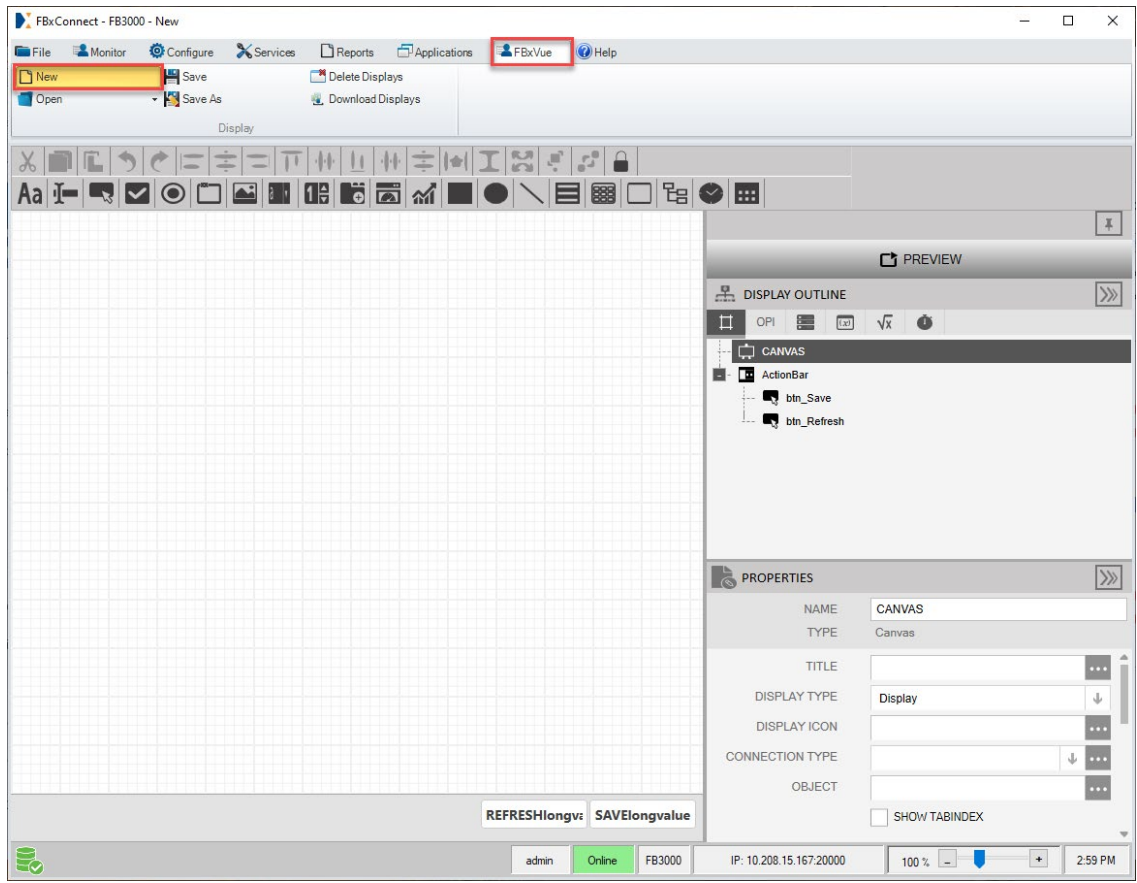 FBxConnect - FB3000 - New
File Monitor Configure Services Reports Applications FBxVue Help
New Save Delete Displays
Open Save As Download Displays
Display
Aa
PREVIEW
DISPLAY OUTLINE
OPI (x) √x
CANVAS
ActionBar
btn_Save
btn_Refresh
PROPERTIES
NAME CANVAS
TYPE Canvas
TITLE
DISPLAY TYPE Display
DISPLAY ICON
CONNECTION TYPE
OBJECT
SHOW TABINDEX
REFRESHlongva SAVElongvalue
admin Online FB3000 IP: 10.208.15.167:20000 100 % - + 2:59 PM